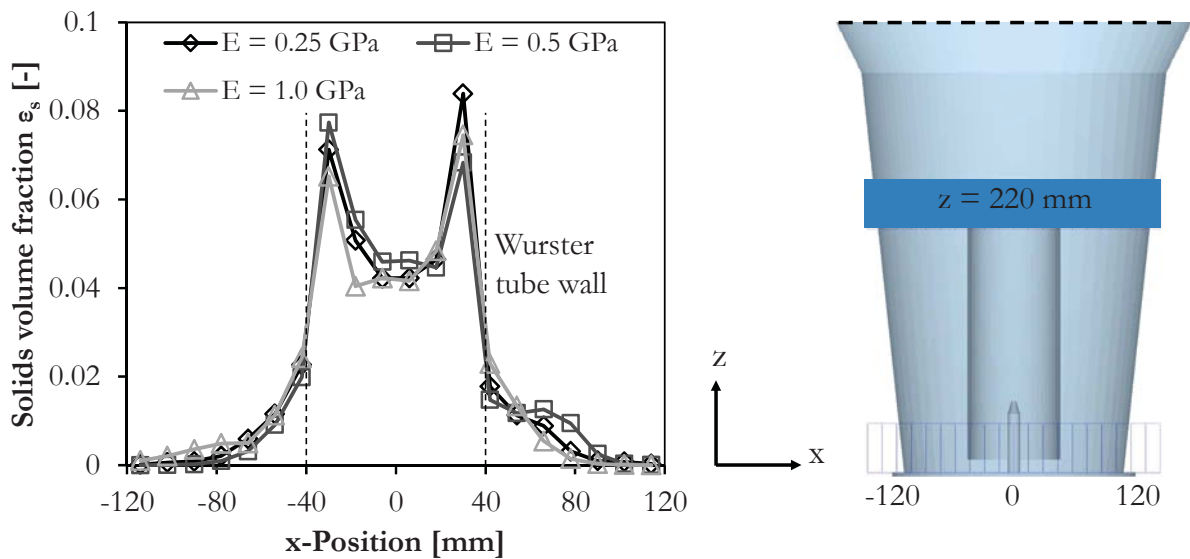 0.1
0.08
0.06
0.04
0.02
0
Solids volume fraction ε_s [-]
E = 0.25 GPa
E = 0.5 GPa
E = 1.0 GPa
Wurster
tube wall
-120
-80
-40
0
40
80
120
x-Position [mm]
z
x
z = 220 mm
-120
0
120